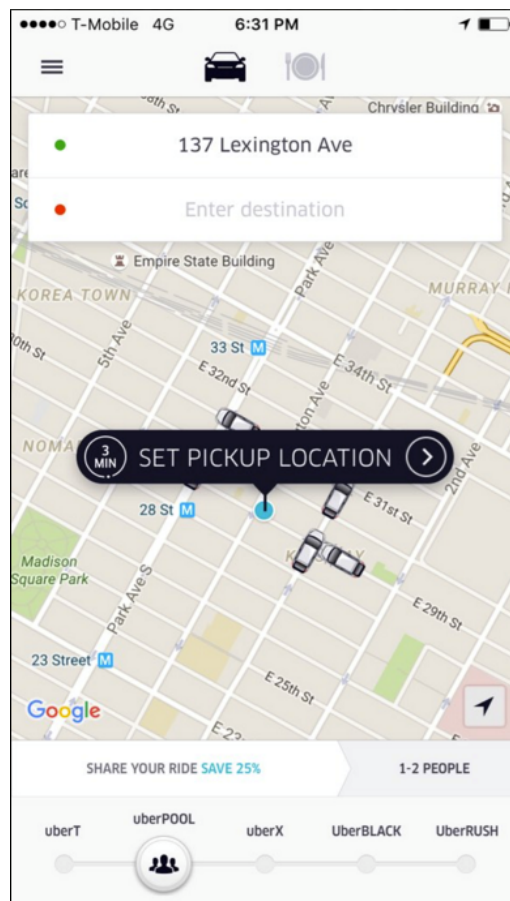 T-Mobile 4G 6:31 PM
Chrysler Building
137 Lexington Ave
Enter destination
Empire State Building
Park Ave
MURRAY
KOREA TOWN
5th Ave
33 St M
E 34th St
E 32nd St
3 MIN SET PICKUP LOCATION
2nd Ave
E 31st St
28 St M
Madison
Square Park
Park Ave S
E 29th St
23 Street M
E 25th St
Google
SHARE YOUR RIDE SAVE 25% 1-2 PEOPLE
uberT uberPOOL uberX UberBLACK UberRUSH